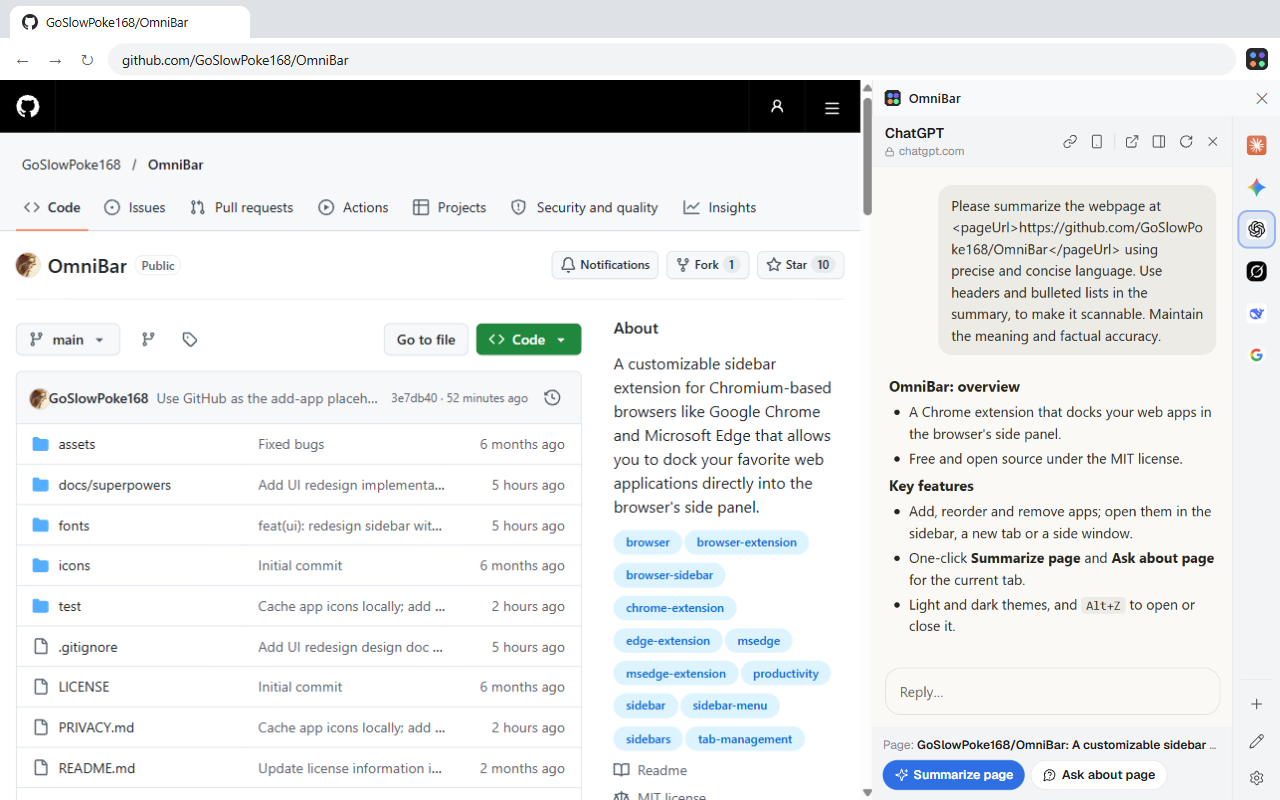 GoSlowPoke168/OmniBar
github.com/GoSlowPoke168/OmniBar
GoSlowPoke168 / OmniBar
Code
Issues
Pull requests
Actions
Projects
Security and quality
Insights
OmniBar
Public
Notifications
Fork 1
Star 10
main
Go to file
Code
GoSlowPoke168 Use GitHub as the add-app placeh... 3e7db40 · 52 minutes ago
assets Fixed bugs 6 months ago
docs/superpowers Add UI redesign implementa... 5 hours ago
fonts feat(ui): redesign sidebar wit... 5 hours ago
icons Initial commit 6 months ago
test Cache app icons locally; add ... 2 hours ago
.gitignore Add UI redesign design doc ... 5 hours ago
LICENSE Initial commit 6 months ago
PRIVACY.md Cache app icons locally; add ... 2 hours ago
README.md Update license information i... 2 months ago
About
A customizable sidebar
extension for Chromium-based
browsers like Google Chrome
and Microsoft Edge that allows
you to dock your favorite web
applications directly into the
browser's side panel.
browser browser-extension
browser-sidebar
chrome-extension
edge-extension msedge
msedge-extension productivity
sidebar sidebar-menu
sidebars tab-management
Readme
MIT license
OmniBar
ChatGPT
chatgpt.com
Please summarize the webpage at
<pageUrl>https://github.com/GoSlowPo
ke168/OmniBar</pageUrl> using
precise and concise language. Use
headers and bulleted lists in the
summary, to make it scannable. Maintain
the meaning and factual accuracy.
OmniBar: overview
• A Chrome extension that docks your web apps in
the browser's side panel.
• Free and open source under the MIT license.
Key features
• Add, reorder and remove apps; open them in the
sidebar, a new tab or a side window.
• One-click Summarize page and Ask about page
for the current tab.
• Light and dark themes, and Alt+Z to open or
close it.
Reply...
Page: GoSlowPoke168/OmniBar: A customizable sidebar ...
Summarize page
Ask about page